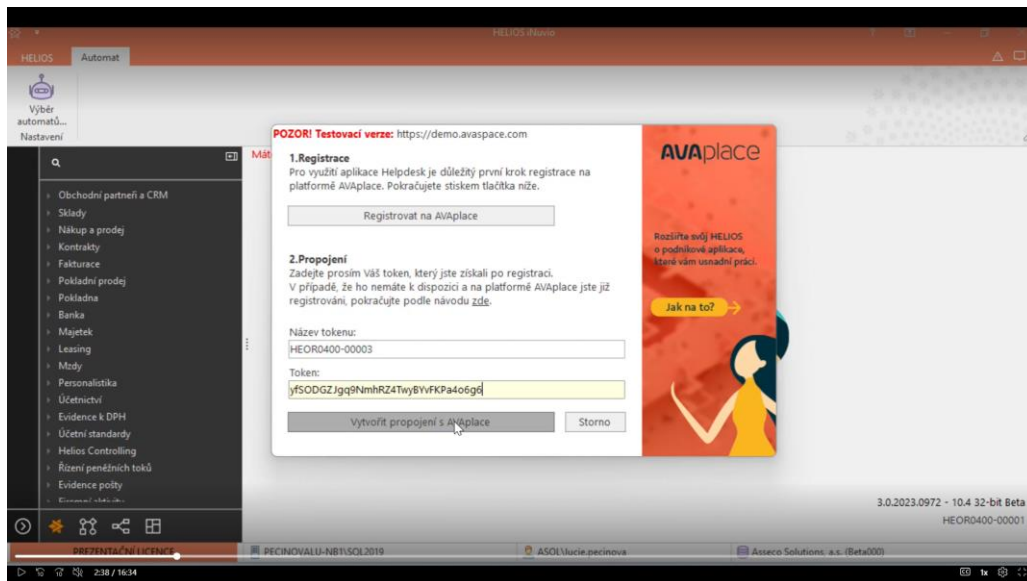 HELIOS iNuvio
HELIOS
Automat
Výběr
automatů...
Nastavení
Obchodní partneři a CRM
Sklady
Nákup a prodej
Kontrakty
Fakturace
Pokladní prodej
Pokladna
Banka
Majetek
Leasing
Mzdy
Personalistika
Účetnictví
Evidence k DPH
Účetní standardy
Helios Controlling
Řízení peněžních toků
Evidence pošty
Mát
POZOR! Testovací verze: https://demo.avaspace.com
1.Registrace
Pro využití aplikace Helpdesk je důležitý první krok registrace na
platformě AVAplace. Pokračujete stiskem tlačítka níže.
Registrovat na AVAplace
2.Propojení
Zadejte prosím Váš token, který jste získali po registraci.
V případě, že ho nemáte k dispozici a na platformě AVAplace jste již
registrováni, pokračujte podle návodu zde.
Název tokenu:
HEOR0400-00003
Token:
yfSODGZJgq9NmhRZ4TwyBYvFKPa4o6g6
Vytvořit propojení s AVAplace
Storno
AVAplace
Rozšiřte svůj HELIOS
o podnikové aplikace,
které vám usnadní práci.
Jak na to?
3.0.2023.0972 - 10.4 32-bit Beta
HEOR0400-00001
PREZENTAČNÍ LICENCE
PECINOVALU-NB1\SQL2019
ASOL\lucie.pecinova
Asseco Solutions, a.s. (Beta000)
2:38 / 16:34
1x